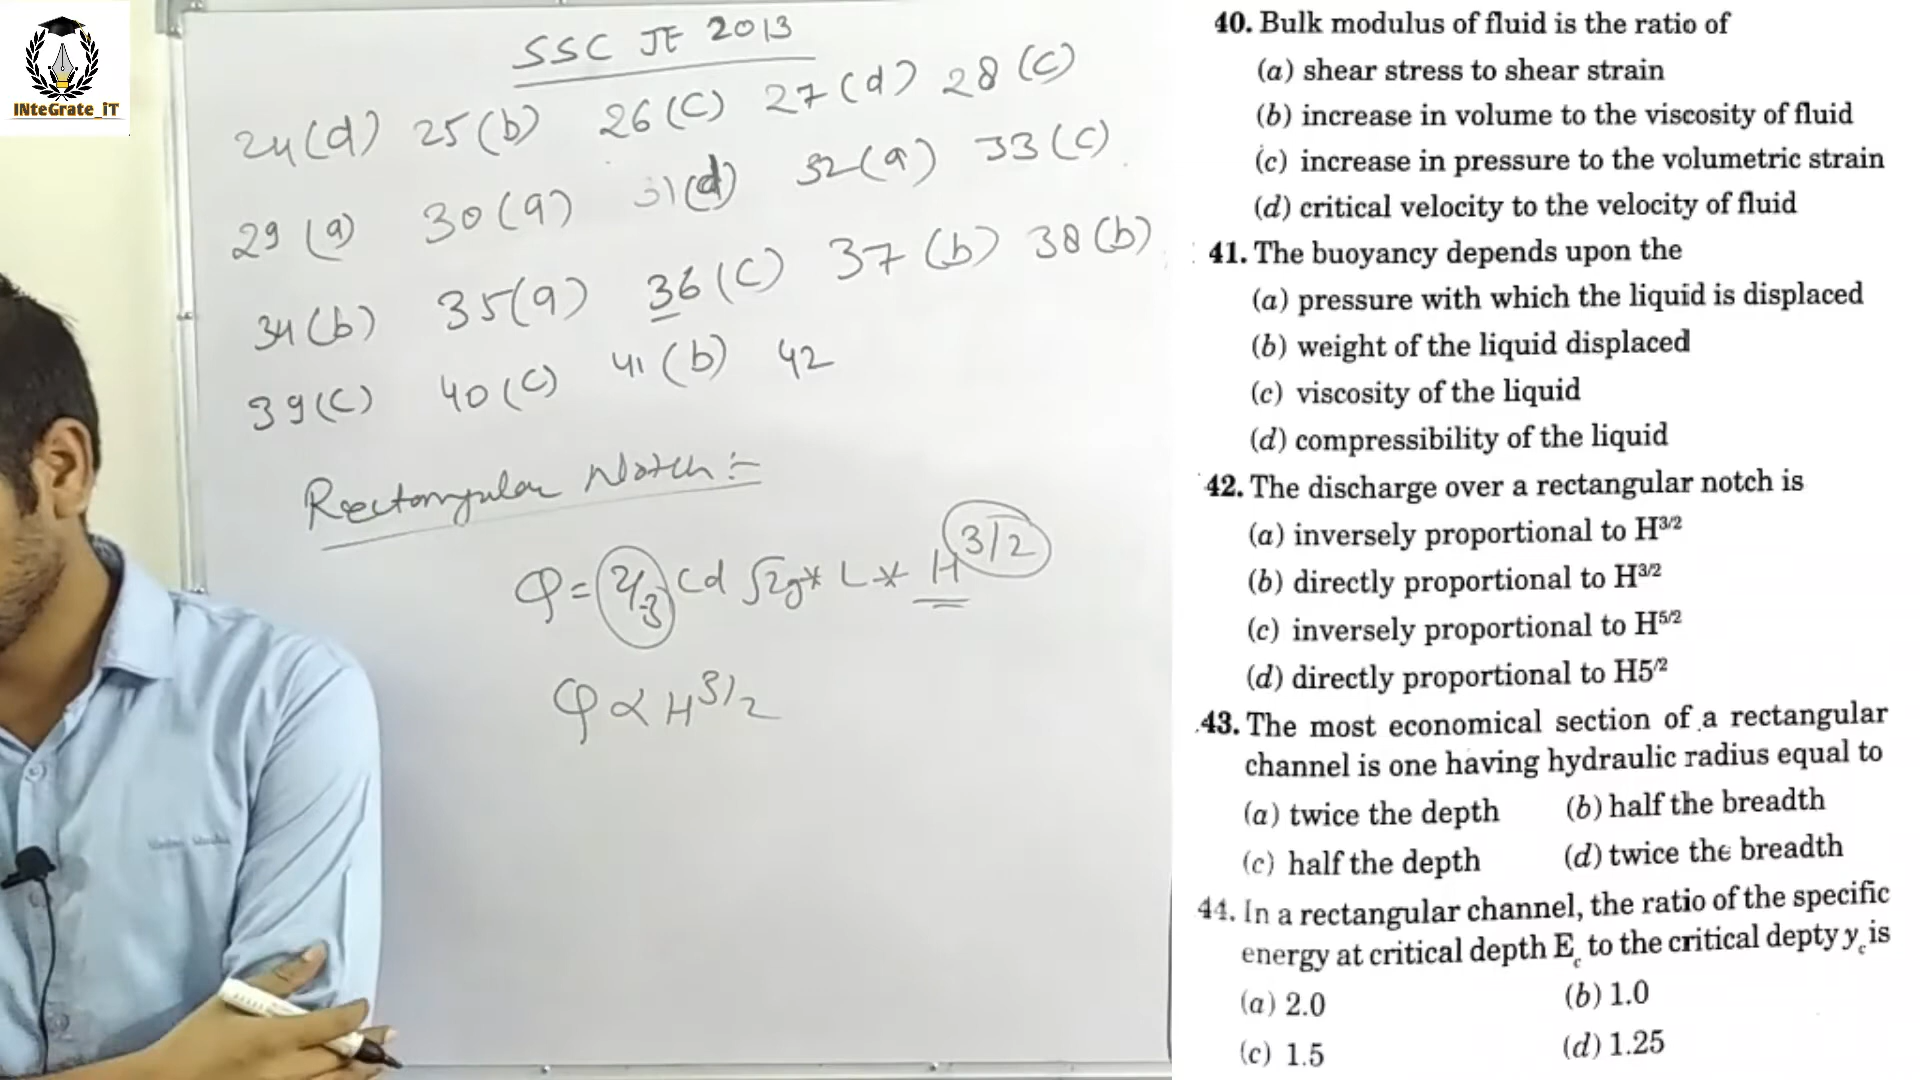 INteGrate_iT
SSC JE 2013
24(d) 25(b) 26(C) 27(d) 28(C)
29(a) 30(a) 31(d) 32(a) 33(C)
34(b) 35(a) 36(C) 37(b) 38(b)
39(C) 40(C) 41(b) 42
Rectangular Notch :-
Q = 2/3 Cd √2g * L * H 3/2
Q ∝ H 3/2
40. Bulk modulus of fluid is the ratio of
(a) shear stress to shear strain
(b) increase in volume to the viscosity of fluid
(c) increase in pressure to the volumetric strain
(d) critical velocity to the velocity of fluid
41. The buoyancy depends upon the
(a) pressure with which the liquid is displaced
(b) weight of the liquid displaced
(c) viscosity of the liquid
(d) compressibility of the liquid
42. The discharge over a rectangular notch is
(a) inversely proportional to H3/2
(b) directly proportional to H3/2
(c) inversely proportional to H5/2
(d) directly proportional to H5/2
43. The most economical section of a rectangular
channel is one having hydraulic radius equal to
(a) twice the depth (b) half the breadth
(c) half the depth (d) twice the breadth
44. In a rectangular channel, the ratio of the specific
energy at critical depth Ec to the critical depty yc is
(a) 2.0 (b) 1.0
(c) 1.5 (d) 1.25